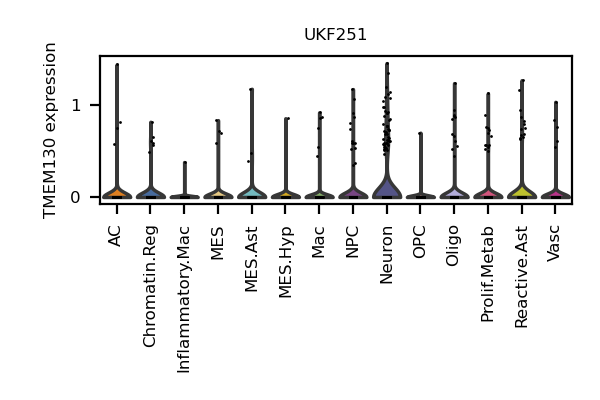 UKF251
TMEM130 expression
1
0
AC
Chromatin.Reg
Inflammatory.Mac
MES
MES.Ast
MES.Hyp
Mac
NPC
Neuron
OPC
Oligo
Prolif.Metab
Reactive.Ast
Vasc